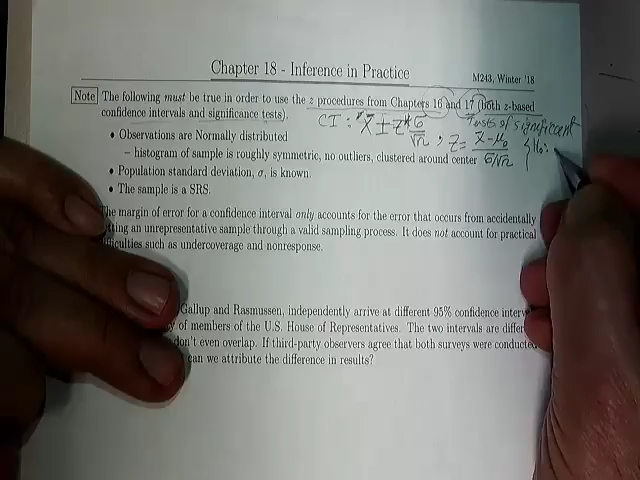 Chapter 18 - Inference in Practice
M243, Winter '18
Note The following must be true in order to use the z procedures from Chapters 16 and 17 (both z-based
confidence intervals and significance tests).
CI: x̄ ± z* σ/√n , z = x̄-μ₀ / σ/√n { H₀:
Tests of significant
• Observations are Normally distributed
– histogram of sample is roughly symmetric, no outliers, clustered around center
• Population standard deviation, σ, is known.
• The sample is a SRS.
The margin of error for a confidence interval only accounts for the error that occurs from accidentally
an unrepresentative sample through a valid sampling process. It does not account for practical
such as undercoverage and nonresponse.
Gallup and Rasmussen, independently arrive at different 95% confidence
of members of the U.S. House of Representatives. The two intervals are
don't even overlap. If third-party observers agree that both surveys were conducted
can we attribute the difference in results?